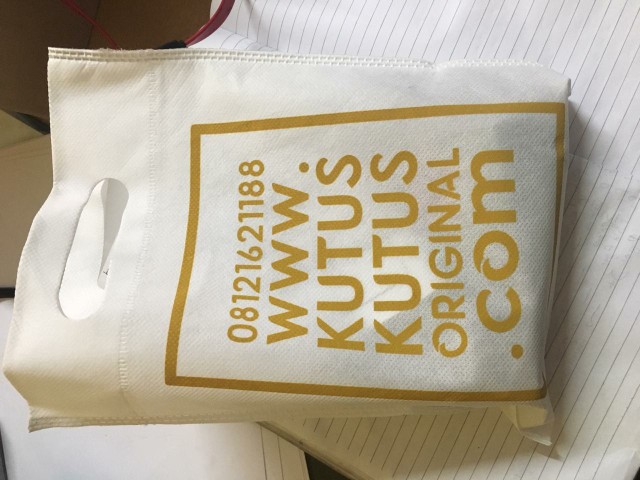 08121621188
WWW.
KUTUS
KUTUS
ORIGINAL
.com